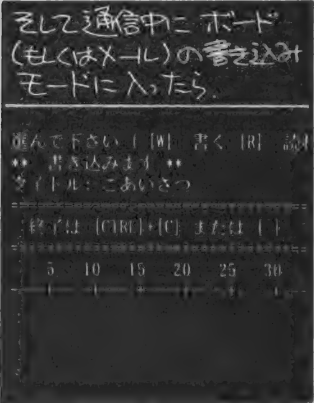 そして通信中に ボード
(もしくはメール)の書き込み
モードに入ったら
選んで下さい ( [W] 書く [R] 読
** 書き込みます **
タイトル: ごあいさつ
終了は [CTRL]+[C] または (
5 10 15 20 25 30